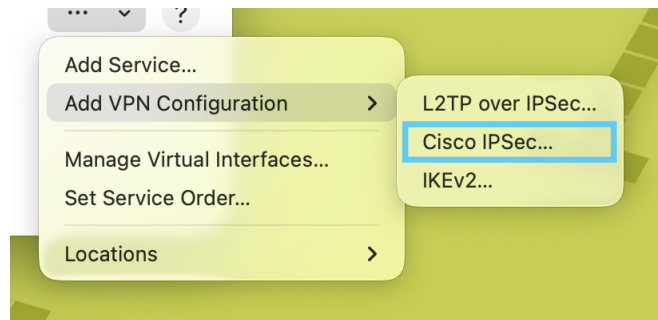 ...
?
Add Service...
Add VPN Configuration
L2TP over IPSec...
Cisco IPSec...
IKEv2...
Manage Virtual Interfaces...
Set Service Order...
Locations